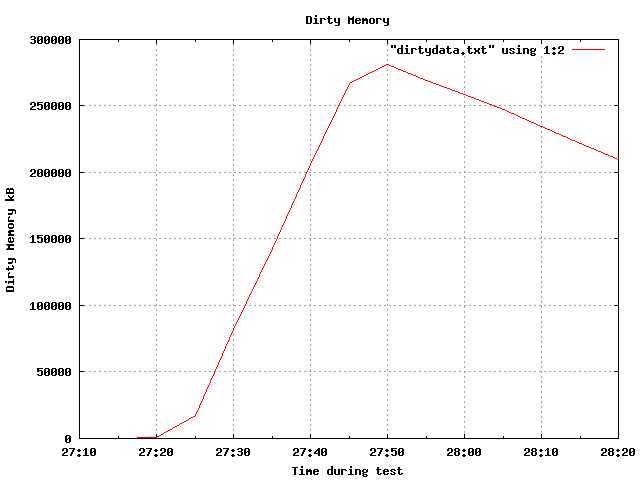 Dirty Memory
"dirtydata.txt" using 1:2
300000
250000
200000
150000
100000
50000
0
Dirty Memory kB
27:10 27:20 27:30 27:40 27:50 28:00 28:10 28:20
Time during test